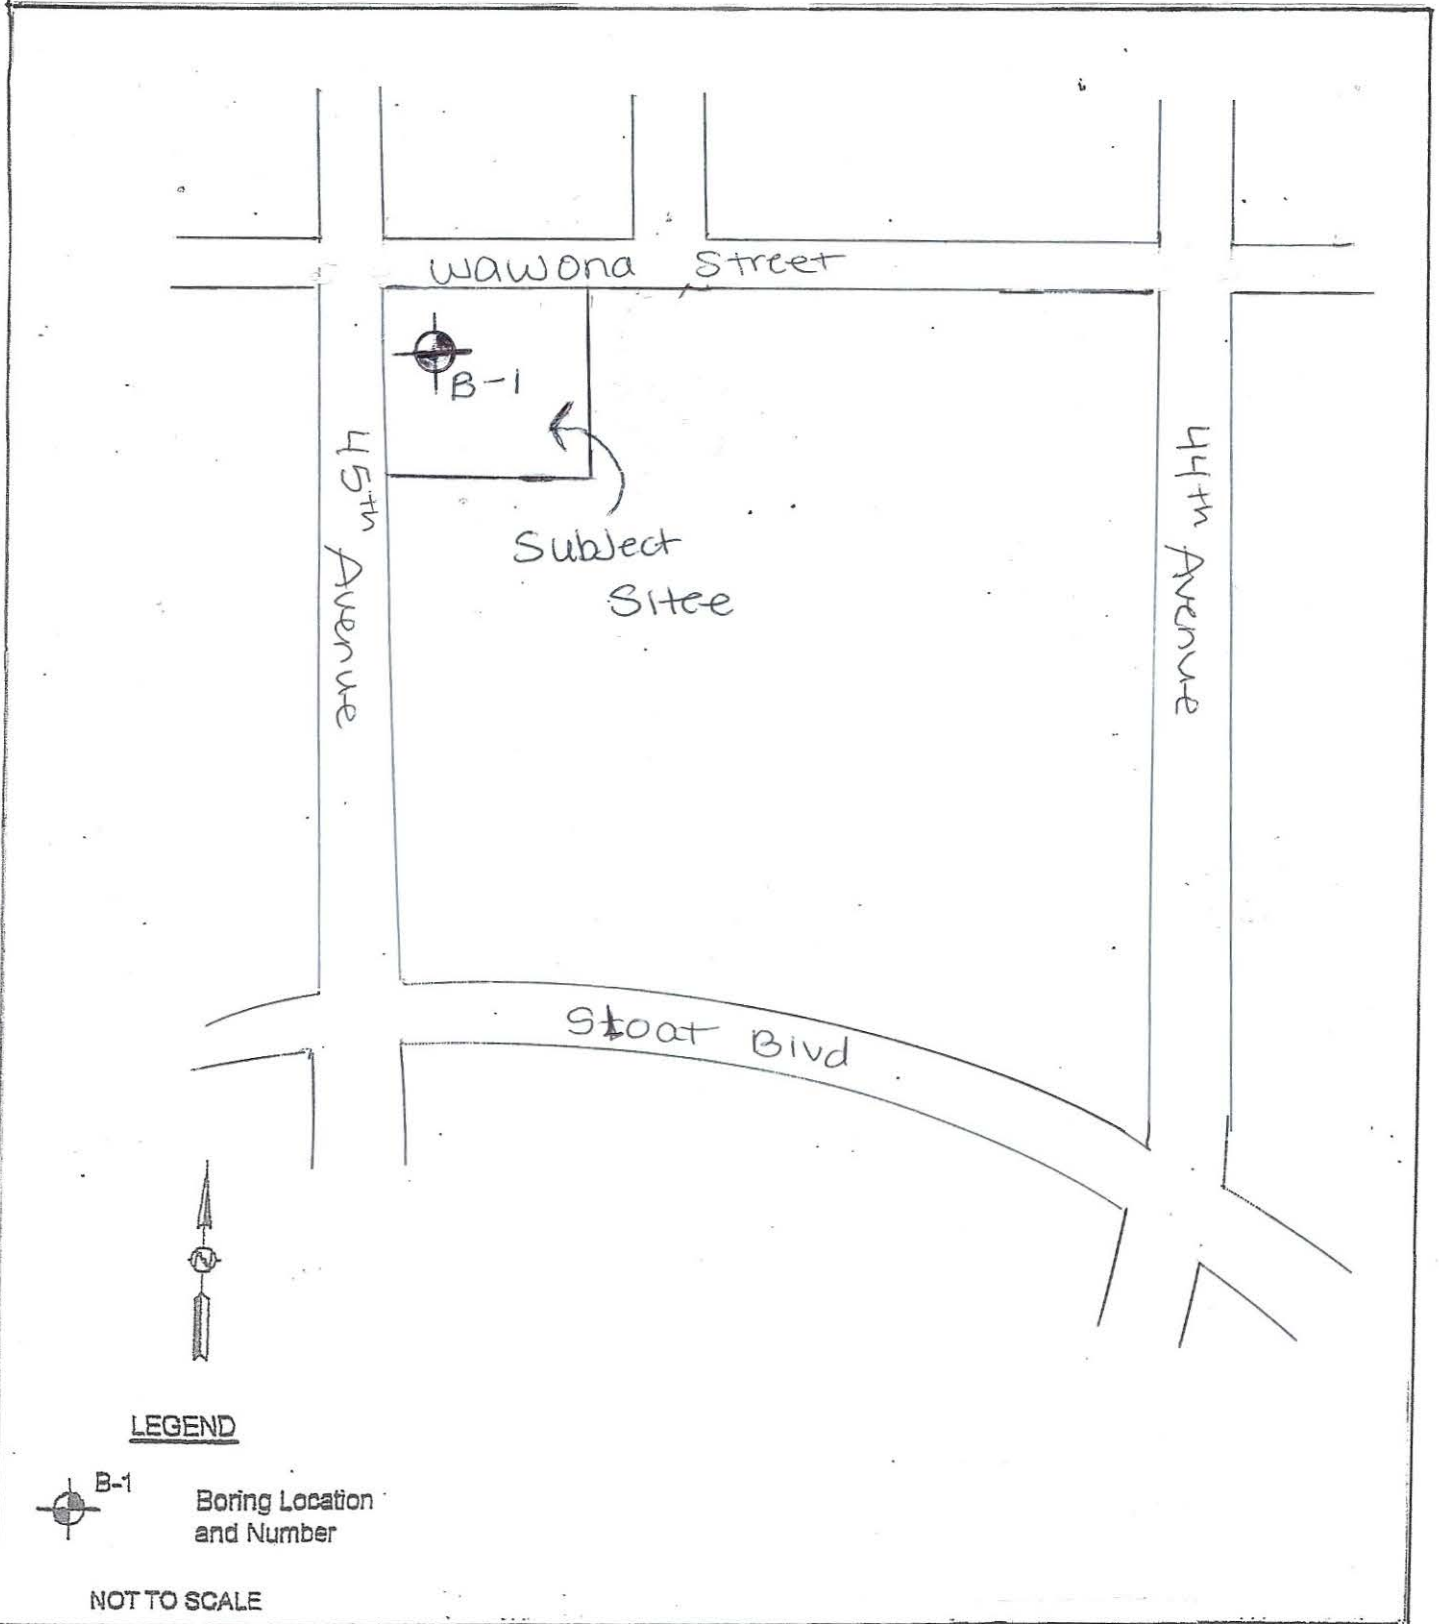 Wawona Street
B-1
45th Avenue
44th Avenue
Subject
Sitee
Sloat Blvd
N
LEGEND
B-1
Boring Location
and Number
NOT TO SCALE